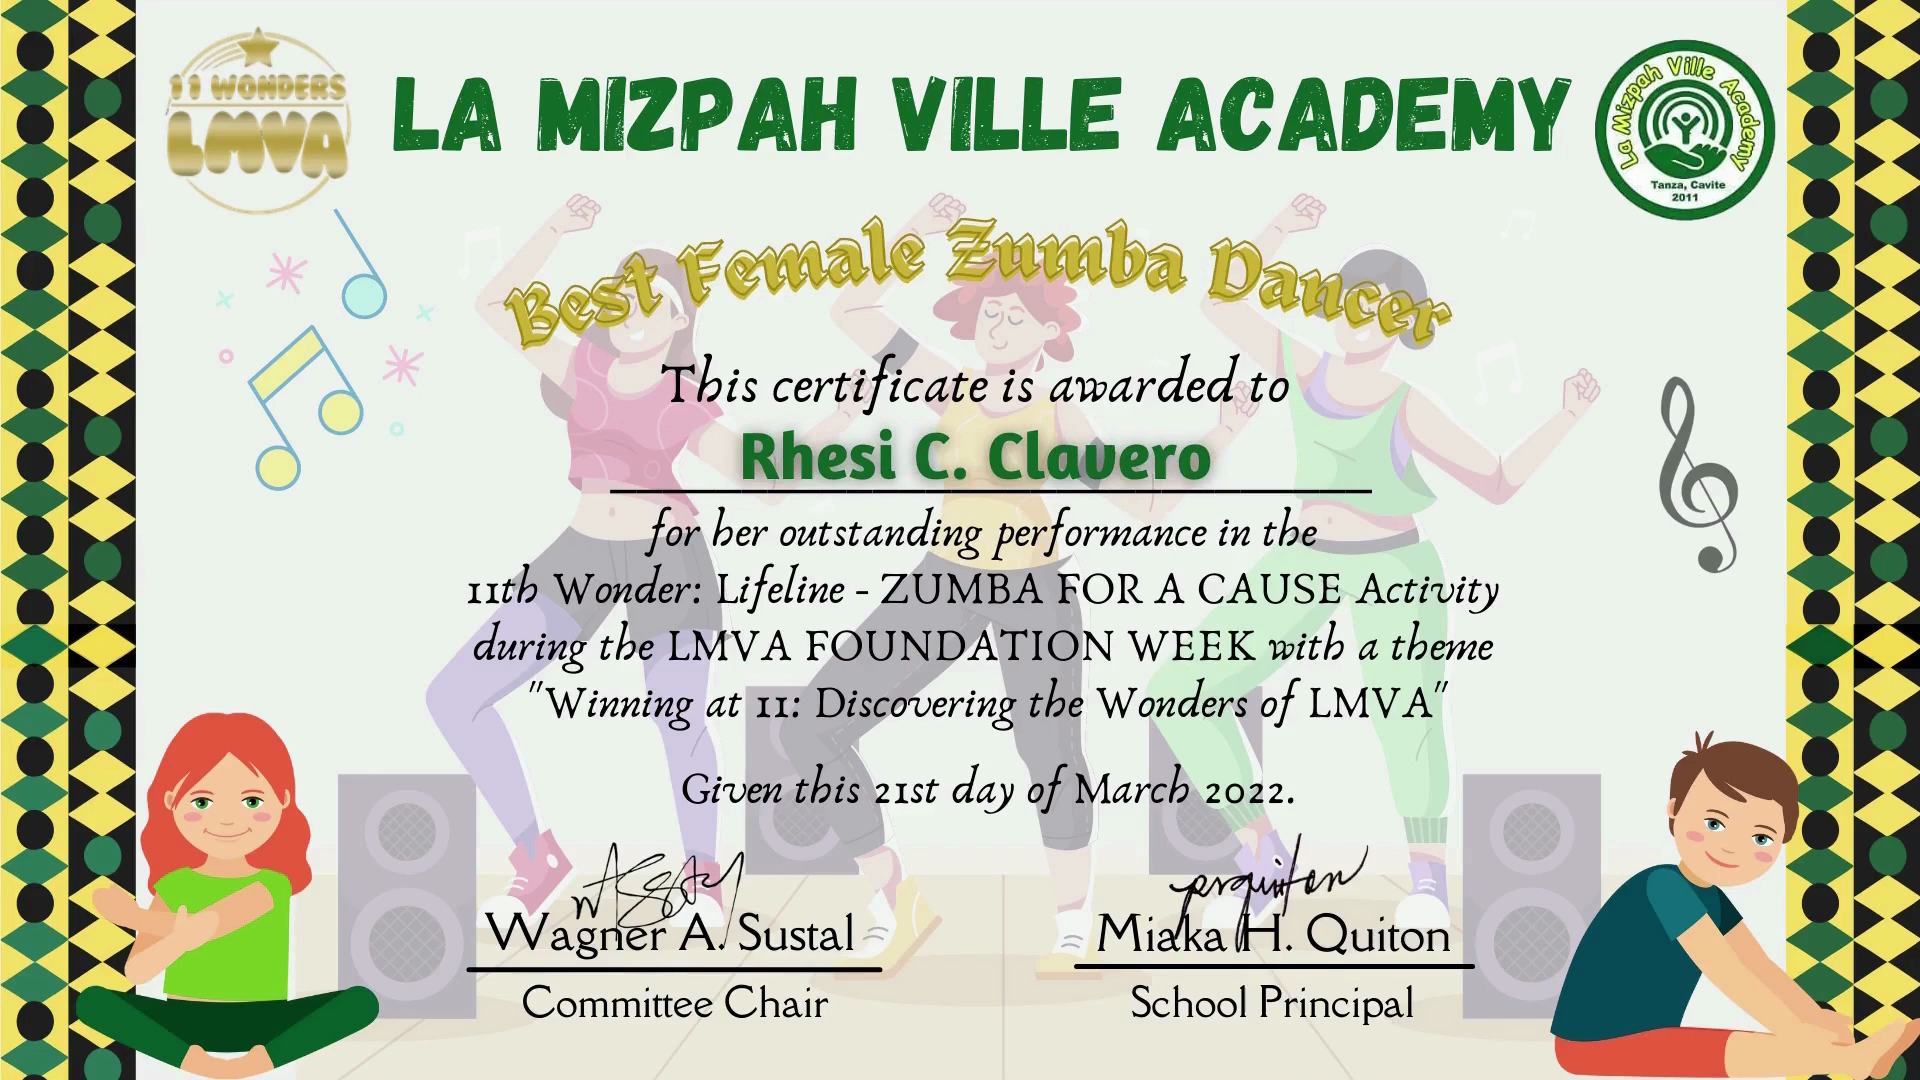 11 WONDERS
LMVA
LA MIZPAH VILLE ACADEMY
La Mizpah Ville Academy
Tanza, Cavite
2011
Best Female Zumba Dancer
This certificate is awarded to
Rhesi C. Clavero
for her outstanding performance in the
11th Wonder: Lifeline - ZUMBA FOR A CAUSE Activity
during the LMVA FOUNDATION WEEK with a theme
"Winning at 11: Discovering the Wonders of LMVA"
Given this 21st day of March 2022.
Wagner A. Sustal
Committee Chair
Miaka H. Quiton
School Principal